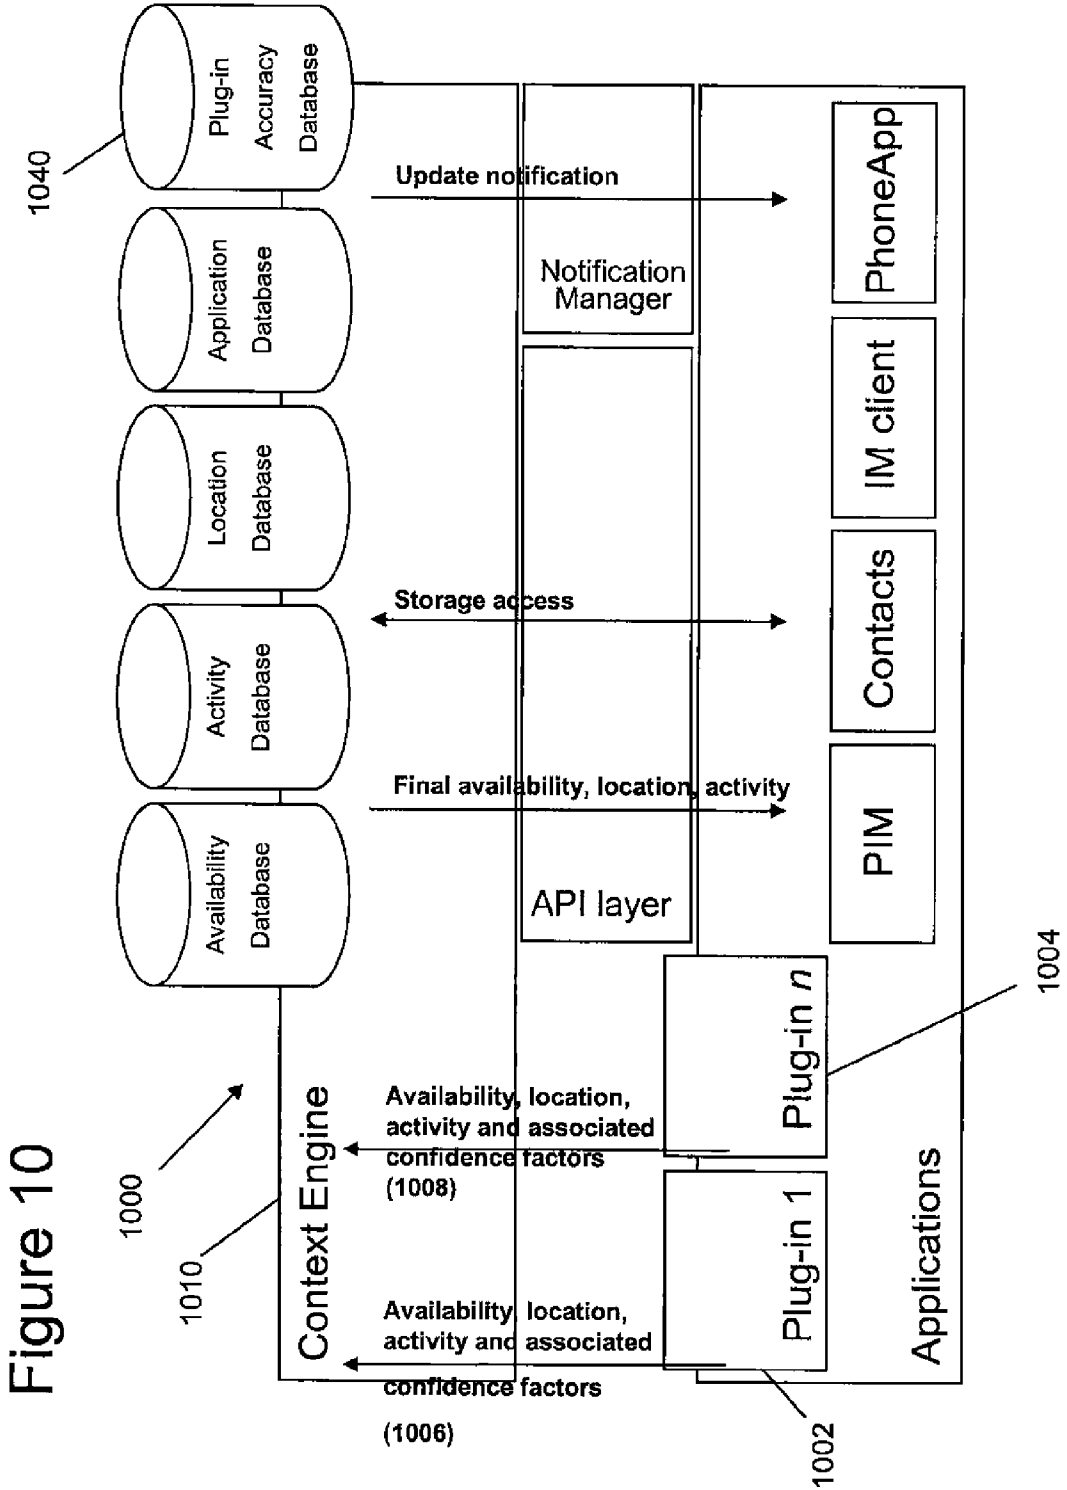 Figure 10
1000
1010
1040
Context Engine
Availability
Database
Activity
Database
Location
Database
Application
Database
Plug-in
Accuracy
Database
Availability, location,
activity and associated
confidence factors
(1006)
Availability, location,
activity and associated
confidence factors
(1008)
Final availability, location, activity
Storage access
Update notification
API layer
Notification
Manager
Plug-in 1
Plug-in n
1002
1004
Applications
PIM
Contacts
IM client
PhoneApp